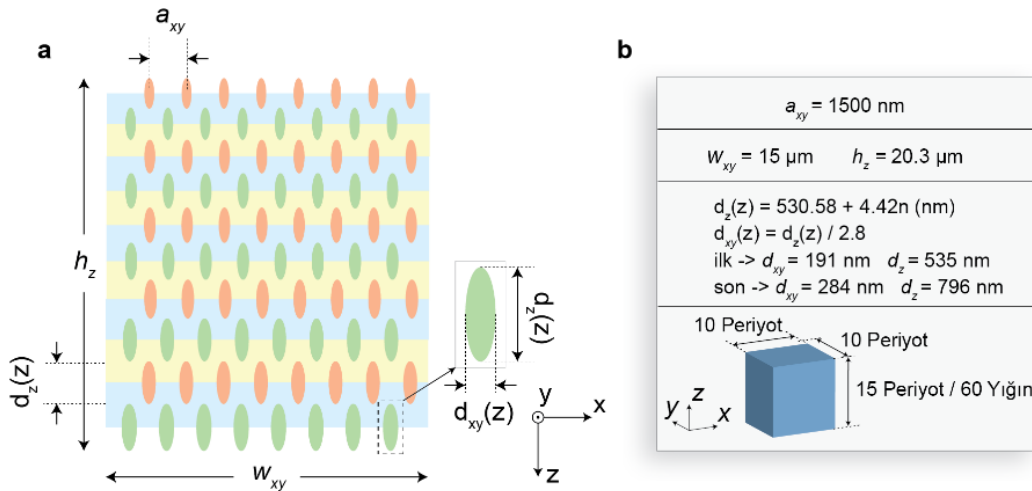 a
a_xy
h_z
d_z(z)
w_xy
d_z(z)
d_xy(z)
y
x
z
b
a_xy = 1500 nm
w_xy = 15 µm h_z = 20.3 µm
d_z(z) = 530.58 + 4.42n (nm)
d_xy(z) = d_z(z) / 2.8
ilk -> d_xy = 191 nm d_z = 535 nm
son -> d_xy = 284 nm d_z = 796 nm
10 Periyot
10 Periyot
15 Periyot / 60 Yığın
z
y
x